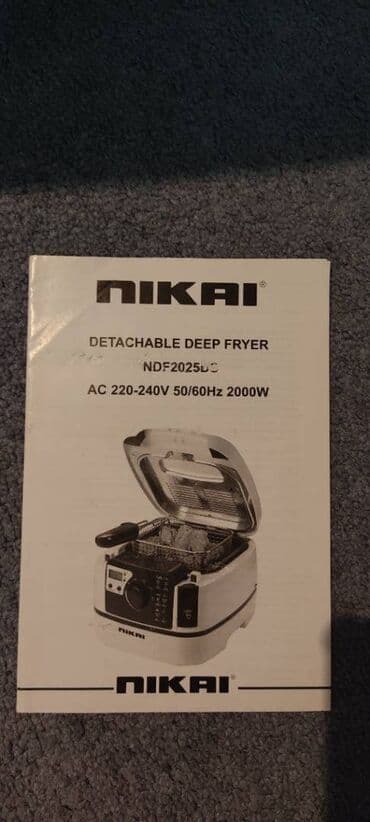 NIKAI®
DETACHABLE DEEP FRYER
AC 220-240V 50/60Hz 2000W
NIKAI
NIKAI